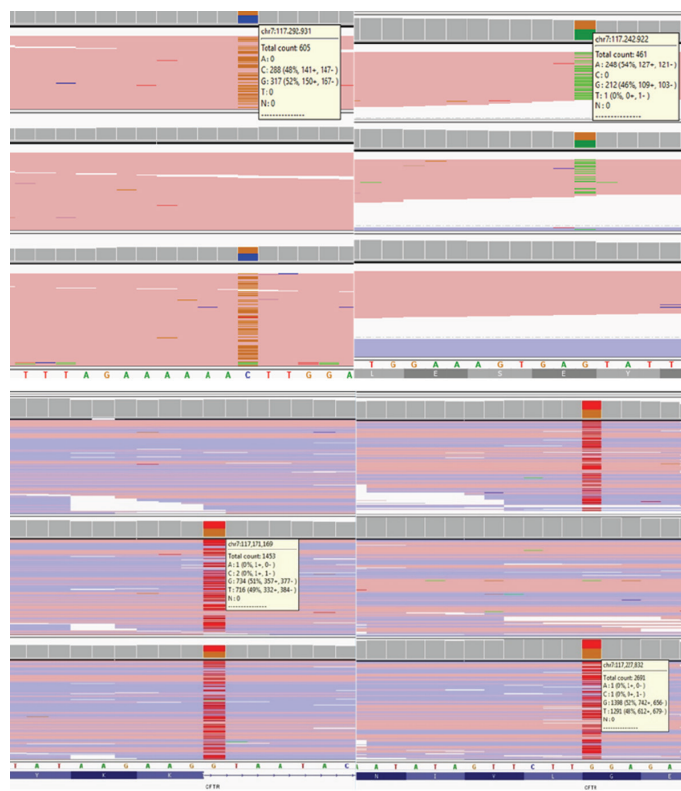 chr7:117,292,931
Total count: 605
A: 0
C: 288 (48%, 141+, 147- )
G: 317 (52%, 150+, 167- )
T: 0
N: 0
---------------
chr7:117,242,922
Total count: 461
A: 248 (54%, 127+, 121- )
C: 0
G: 212 (46%, 109+, 103- )
T: 1 (0%, 0+, 1- )
N: 0
---------------
T T T A G A A A A A A C T T G G A
T G G A A A G T G A G T A T T
L E S E Y
chr7:117,171,169
Total count: 1453
A: 1 (0%, 1+, 0- )
C: 2 (0%, 1+, 1- )
G: 734 (51%, 357+, 377- )
T: 716 (49%, 332+, 384- )
N: 0
---------------
chr7:117,227,832
Total count: 2691
A: 1 (0%, 1+, 0- )
G: 1398 (52%, 742+, 656- )
T: 1291 (48%, 612+, 679- )
N: 0
---------------
T A T A A G A A G G T A A T A C
Y K K
CFTR
A A T A T A G T T C T T G G A G A
N I V L G E
CFTR